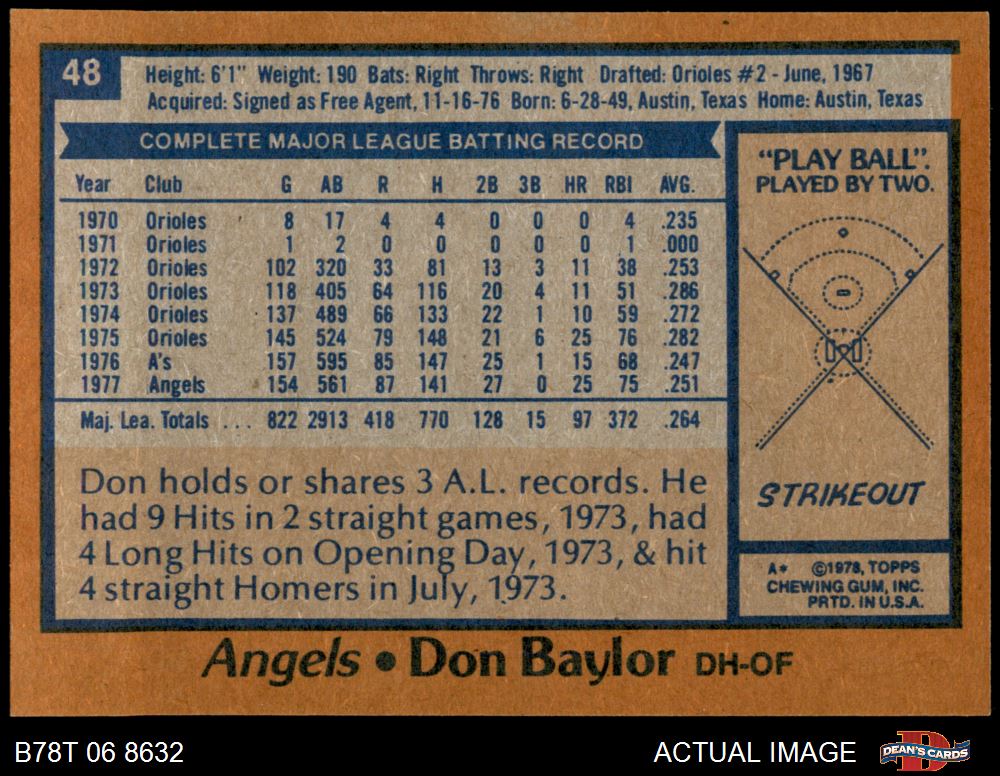 48
Height: 6'1" Weight: 190 Bats: Right Throws: Right Drafted: Orioles #2 - June, 1967
Acquired: Signed as Free Agent, 11-16-76 Born: 6-28-49, Austin, Texas Home: Austin, Texas
COMPLETE MAJOR LEAGUE BATTING RECORD
Year Club G AB R H 2B 3B HR RBI AVG.
1970 Orioles 8 17 4 4 0 0 0 4 .235
1971 Orioles 1 2 0 0 0 0 0 1 .000
1972 Orioles 102 320 33 81 13 3 11 38 .253
1973 Orioles 118 405 64 116 20 4 11 51 .286
1974 Orioles 137 489 66 133 22 1 10 59 .272
1975 Orioles 145 524 79 148 21 6 25 76 .282
1976 A's 157 595 85 147 25 1 15 68 .247
1977 Angels 154 561 87 141 27 0 25 75 .251
Maj. Lea. Totals . . . 822 2913 418 770 128 15 97 372 .264
Don holds or shares 3 A.L. records. He
had 9 Hits in 2 straight games, 1973, had
4 Long Hits on Opening Day, 1973, & hit
4 straight Homers in July, 1973.
"PLAY BALL".
PLAYED BY TWO.
STRIKEOUT
A* ©1978, TOPPS
CHEWING GUM, INC.
PRTD. IN U.S.A.
Angels • Don Baylor DH-OF
B78T 06 8632
ACTUAL IMAGE
DEAN'S CARDS